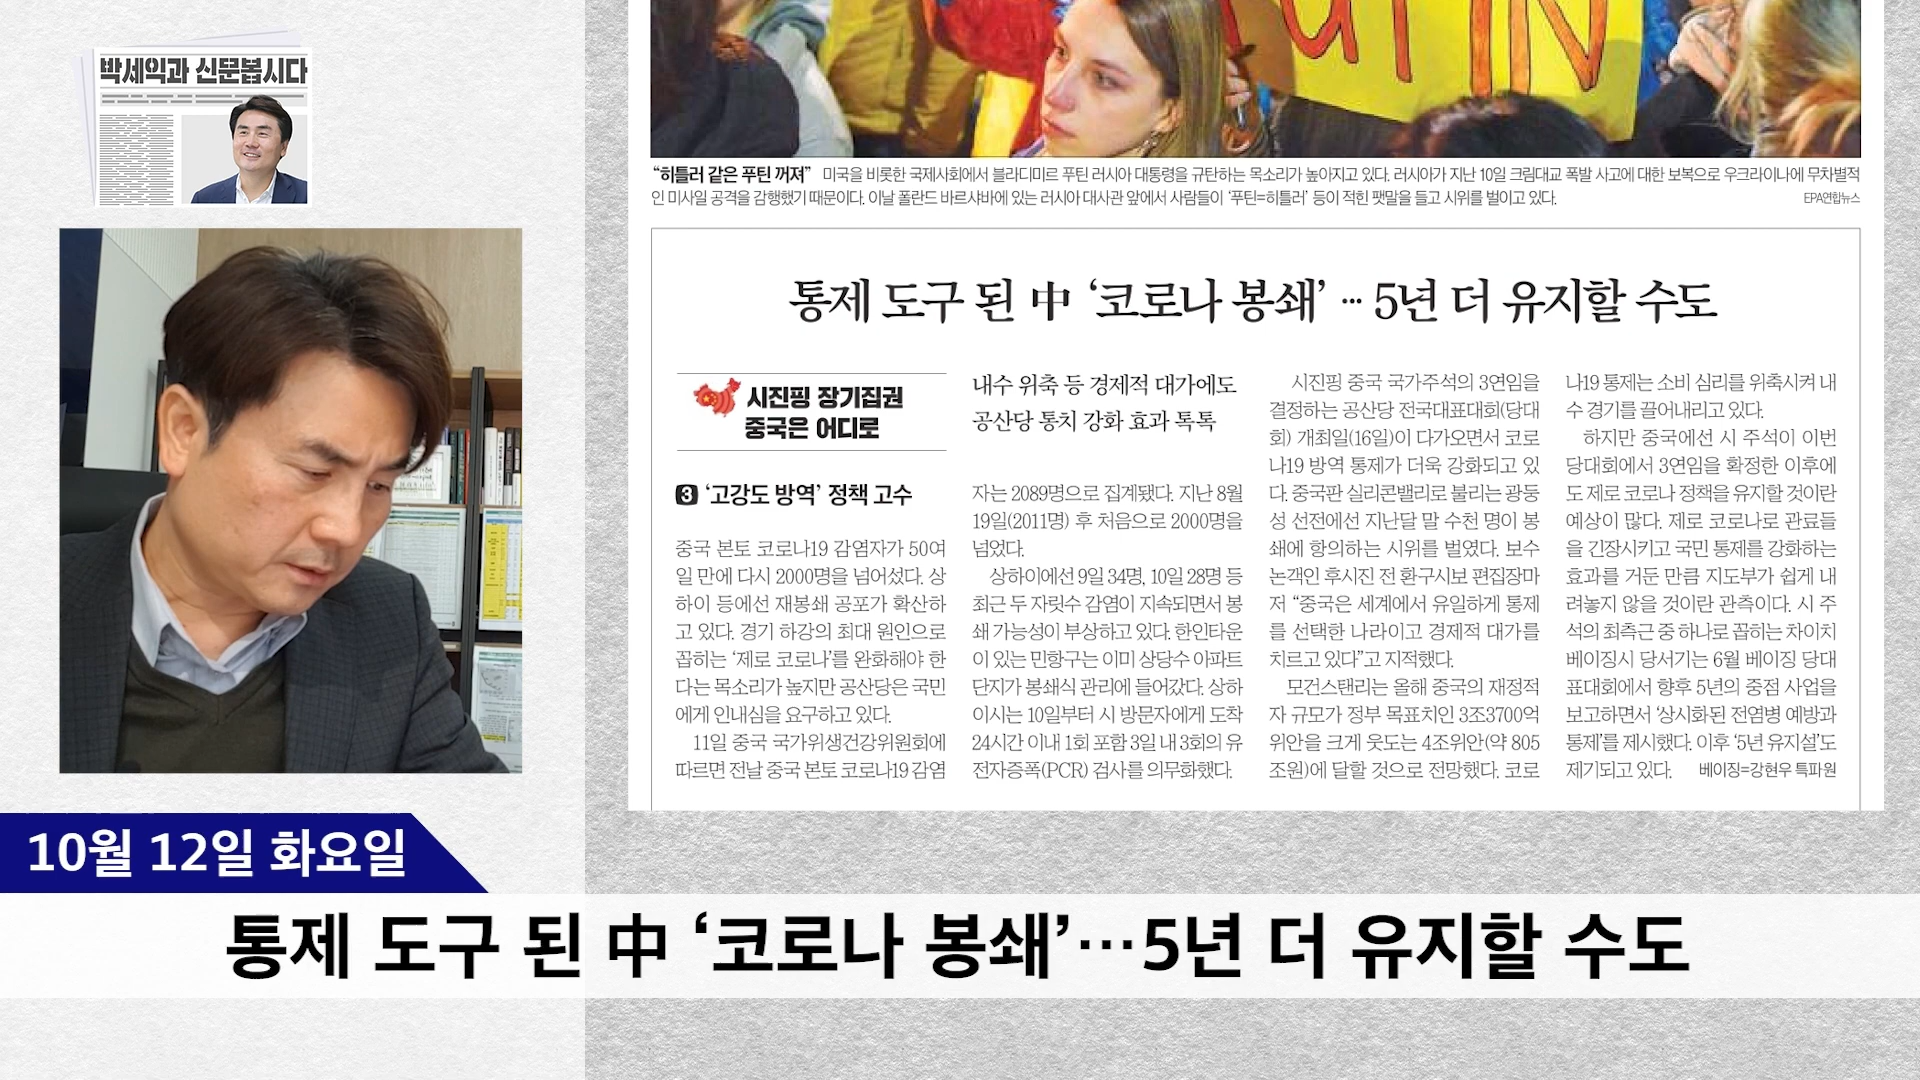 박세익과 신문봅시다
PUTIN
“히틀러 같은 푸틴 꺼져” 미국을 비롯한 국제사회에서 블라디미르 푸틴 러시아 대통령을 규탄하는 목소리가 높아지고 있다. 러시아가 지난 10일 크림대교 폭발 사고에 대한 보복으로 우크라이나에 무차별적
인 미사일 공격을 감행했기 때문이다. 이날 폴란드 바르샤바에 있는 러시아 대사관 앞에서 사람들이 ‘푸틴=히틀러’ 등이 적힌 팻말을 들고 시위를 벌이고 있다. EPA연합뉴스
통제 도구 된 中 ‘코로나 봉쇄’ … 5년 더 유지할 수도
시진핑 장기집권
중국은 어디로
3 ‘고강도 방역’ 정책 고수
중국 본토 코로나19 감염자가 50여
일 만에 다시 2000명을 넘어섰다. 상
하이 등에선 재봉쇄 공포가 확산하
고 있다. 경기 하강의 최대 원인으로
꼽히는 ‘제로 코로나’를 완화해야 한
다는 목소리가 높지만 공산당은 국민
에게 인내심을 요구하고 있다.
11일 중국 국가위생건강위원회에
따르면 전날 중국 본토 코로나19 감염
내수 위축 등 경제적 대가에도
공산당 통치 강화 효과 톡톡
자는 2089명으로 집계됐다. 지난 8월
19일(2011명) 후 처음으로 2000명을
넘었다.
상하이에선 9일 34명, 10일 28명 등
최근 두 자릿수 감염이 지속되면서 봉
쇄 가능성이 부상하고 있다. 한인타운
이 있는 민항구는 이미 상당수 아파트
단지가 봉쇄식 관리에 들어갔다. 상하
이시는 10일부터 시 방문자에게 도착
24시간 이내 1회 포함 3일 내 3회의 유
전자증폭(PCR) 검사를 의무화했다.
시진핑 중국 국가주석의 3연임을
결정하는 공산당 전국대표대회(당대
회) 개최일(16일)이 다가오면서 코로
나19 방역 통제가 더욱 강화되고 있
다. 중국판 실리콘밸리로 불리는 광둥
성 선전에선 지난달 말 수천 명이 봉
쇄에 항의하는 시위를 벌였다. 보수
논객인 후시진 전 환구시보 편집장마
저 “중국은 세계에서 유일하게 통제
를 선택한 나라이고 경제적 대가를
치르고 있다”고 지적했다.
모건스탠리는 올해 중국의 재정적
자 규모가 정부 목표치인 3조3700억
위안을 크게 웃도는 4조위안(약 805
조원)에 달할 것으로 전망했다. 코로
나19 통제는 소비 심리를 위축시켜 내
수 경기를 끌어내리고 있다.
하지만 중국에선 시 주석이 이번
당대회에서 3연임을 확정한 이후에
도 제로 코로나 정책을 유지할 것이란
예상이 많다. 제로 코로나로 관료들
을 긴장시키고 국민 통제를 강화하는
효과를 거둔 만큼 지도부가 쉽게 내
려놓지 않을 것이란 관측이다. 시 주
석의 최측근 중 하나로 꼽히는 차이치
베이징시 당서기는 6월 베이징 당대
표대회에서 향후 5년의 중점 사업을
보고하면서 ‘상시화된 전염병 예방과
통제’를 제시했다. 이후 ‘5년 유지설’도
제기되고 있다. 베이징=강현우 특파원
10월 12일 화요일
통제 도구 된 中 ‘코로나 봉쇄’…5년 더 유지할 수도